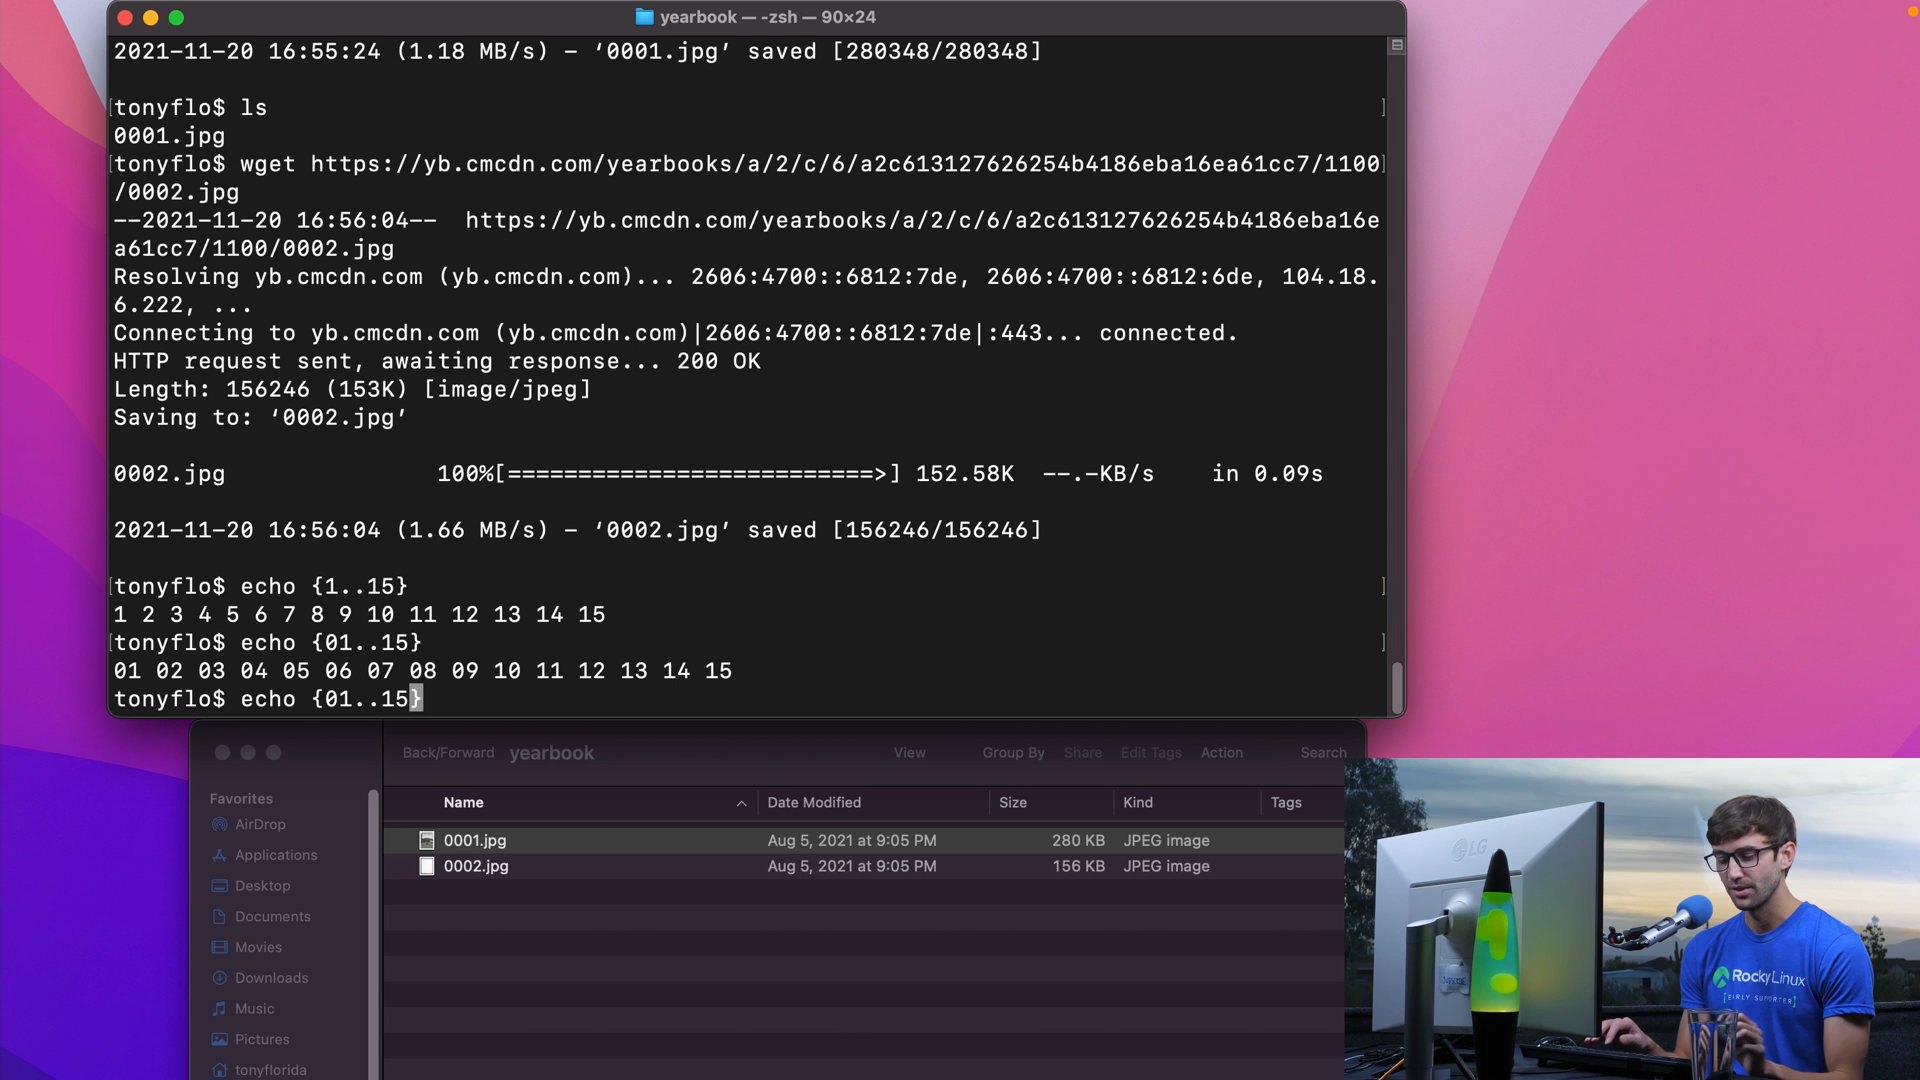 yearbook — -zsh — 90×24
2021-11-20 16:55:24 (1.18 MB/s) - ‘0001.jpg’ saved [280348/280348]
[tonyflo$ ls ]
0001.jpg
[tonyflo$ wget https://yb.cmcdn.com/yearbooks/a/2/c/6/a2c613127626254b4186eba16ea61cc7/1100]
/0002.jpg
--2021-11-20 16:56:04--  https://yb.cmcdn.com/yearbooks/a/2/c/6/a2c613127626254b4186eba16e
a61cc7/1100/0002.jpg
Resolving yb.cmcdn.com (yb.cmcdn.com)... 2606:4700::6812:7de, 2606:4700::6812:6de, 104.18.
6.222, ...
Connecting to yb.cmcdn.com (yb.cmcdn.com)|2606:4700::6812:7de|:443... connected.
HTTP request sent, awaiting response... 200 OK
Length: 156246 (153K) [image/jpeg]
Saving to: ‘0002.jpg’
0002.jpg 100%[==========================>] 152.58K --.-KB/s in 0.09s
2021-11-20 16:56:04 (1.66 MB/s) - ‘0002.jpg’ saved [156246/156246]
[tonyflo$ echo {1..15} ]
1 2 3 4 5 6 7 8 9 10 11 12 13 14 15
[tonyflo$ echo {01..15} ]
01 02 03 04 05 06 07 08 09 10 11 12 13 14 15
tonyflo$ echo {01..15}
Back/Forward yearbook View Group By Share Edit Tags Action Search
Favorites
AirDrop
Applications
Desktop
Documents
Movies
Downloads
Music
Pictures
tonyflorida
Name Date Modified Size Kind Tags
0001.jpg Aug 5, 2021 at 9:05 PM 280 KB JPEG image
0002.jpg Aug 5, 2021 at 9:05 PM 156 KB JPEG image
LG
Rocky Linux
[EARLY SUPPORTER]